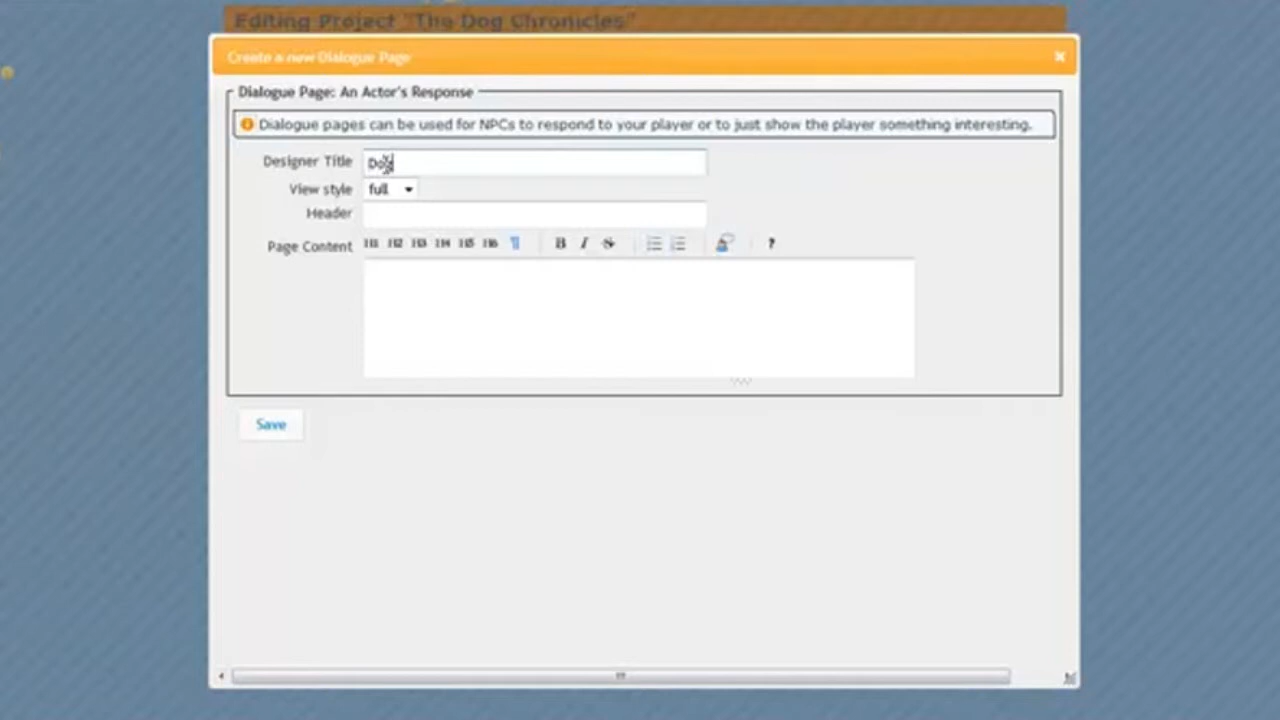 Editing Project "The Dog Chronicles"
Create a new Dialogue Page
Dialogue Page: An Actor's Response
Dialogue pages can be used for NPCs to respond to your player or to just show the player something interesting.
Designer Title Dog
View style full
Header
Page Content H1 H2 H3 H4 H5 H6 ¶ B I S ?
Save